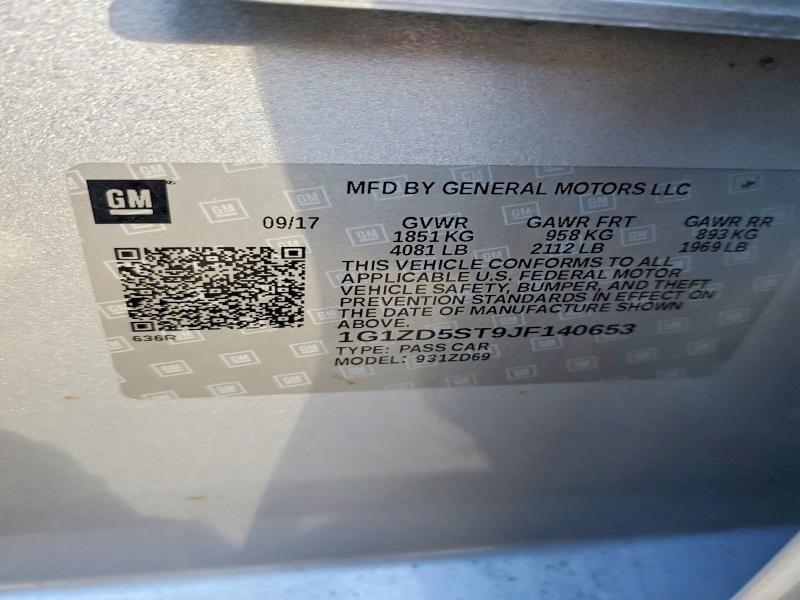 GM
MFD BY GENERAL MOTORS LLC
09/17 GVWR GAWR FRT GAWR RR
1851 KG 958 KG 893 KG
4081 LB 2112 LB 1969 LB
THIS VEHICLE CONFORMS TO ALL
APPLICABLE U.S. FEDERAL MOTOR
VEHICLE SAFETY, BUMPER, AND THEFT
PREVENTION STANDARDS IN EFFECT ON
THE DATE OF MANUFACTURE SHOWN
ABOVE.
636R
1G1ZD5ST9JF140653
TYPE: PASS CAR
MODEL: 931ZD69